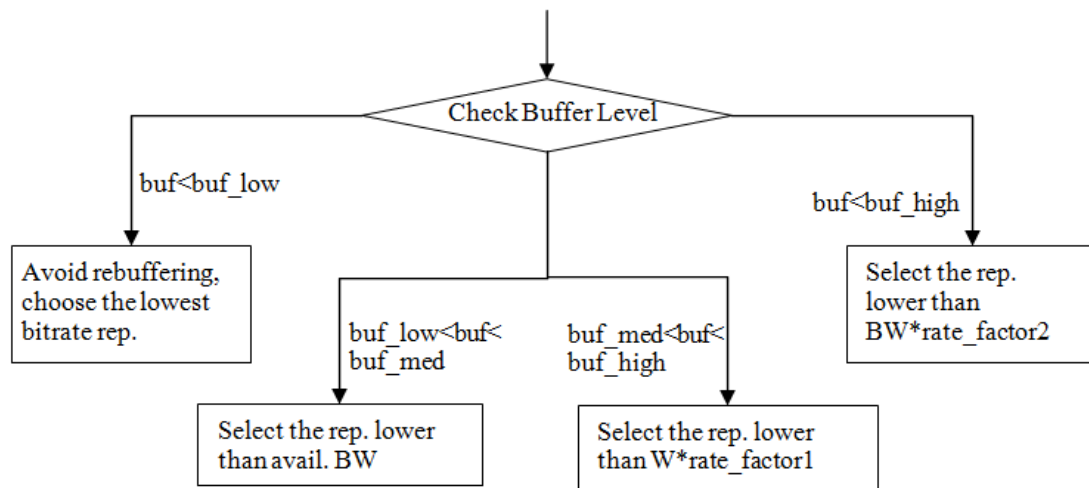 Check Buffer Level
buf<buf_low
buf<buf_high
Avoid rebuffering,
choose the lowest
bitrate rep.
Select the rep.
lower than
BW*rate_factor2
buf_low<buf<
buf_med
buf_med<buf<
buf_high
Select the rep. lower
than avail. BW
Select the rep. lower
than W*rate_factor1